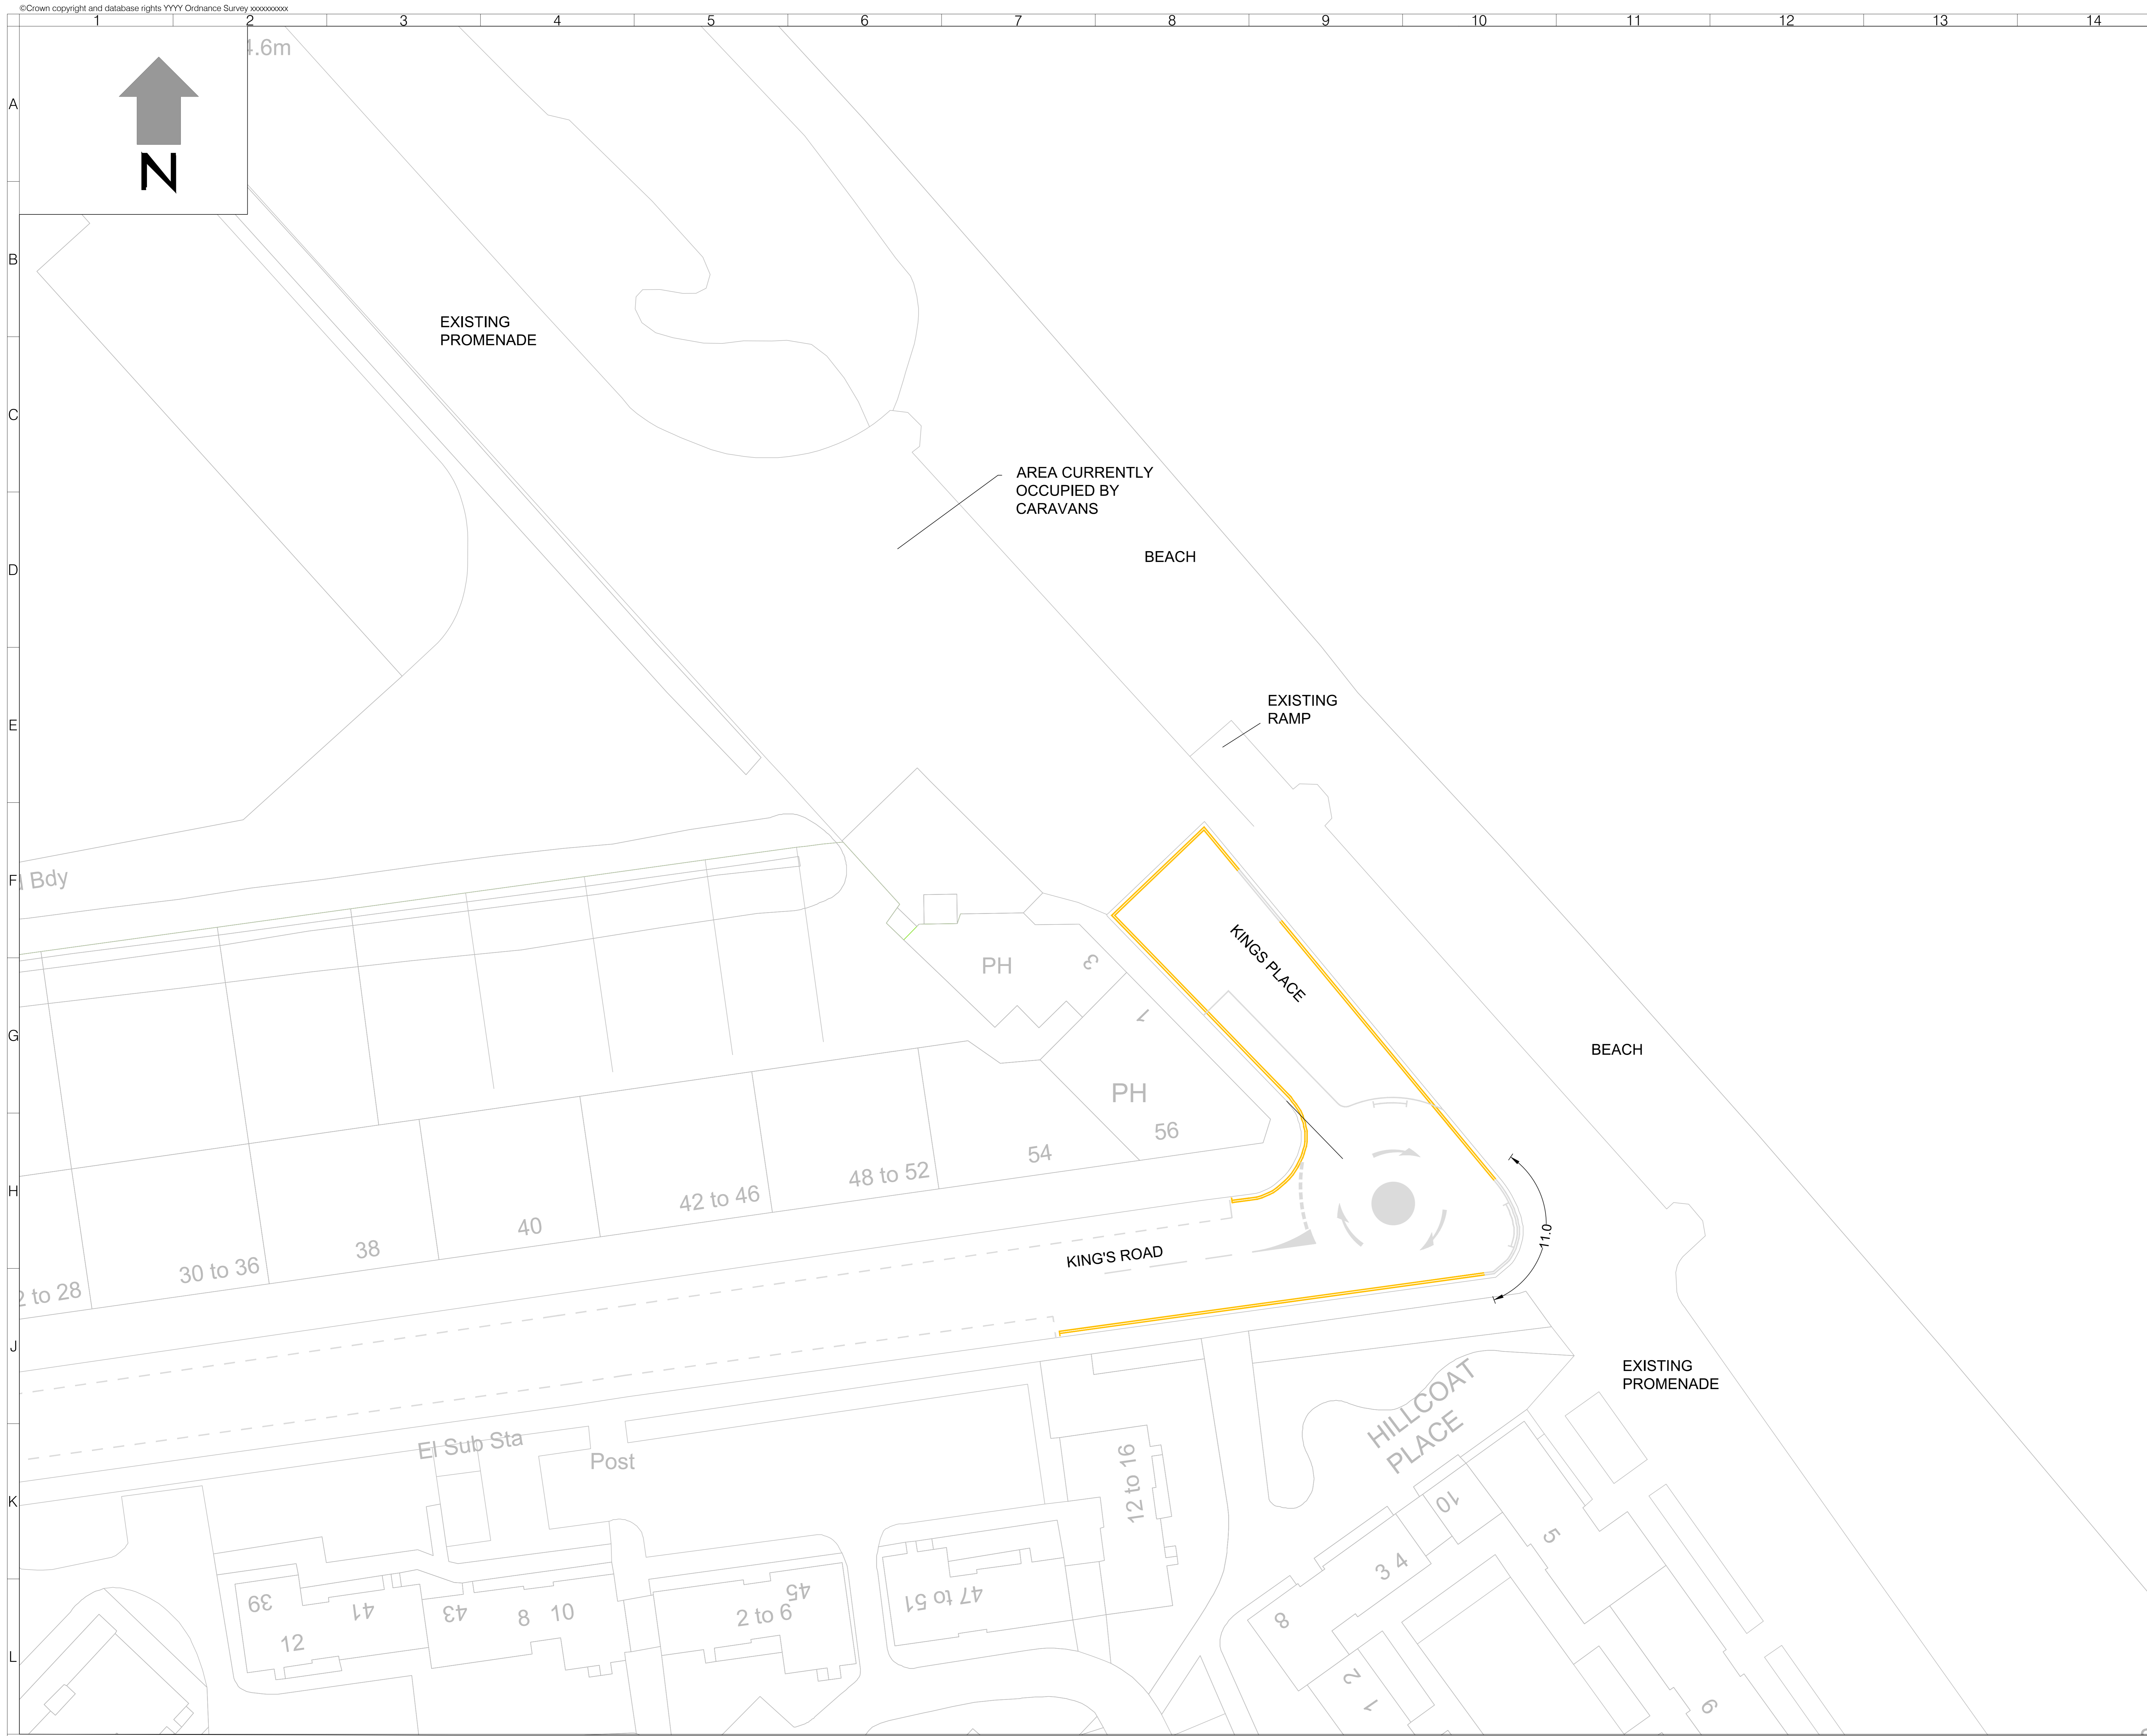 ©Crown copyright and database rights YYYY Ordnance Survey xxxxxxxxxx
1 2 3 4 5 6 7 8 9 10 11 12 13 14
4.6m
A
N
B
EXISTING
PROMENADE
C
AREA CURRENTLY
OCCUPIED BY
CARAVANS
D
BEACH
E
EXISTING
RAMP
F
Bdy
KINGS PLACE
PH
3
1
G
BEACH
PH
56
54
48 to 52
42 to 46
H
40
38
30 to 36
2 to 28
KING'S ROAD
11.0
J
EXISTING
PROMENADE
HILLCOAT
PLACE
El Sub Sta
Post
K
12 to 16
10
5
3 4
39
41
43
8 10
45
2 to 6
47 to 51
8
12
L
2
1
9